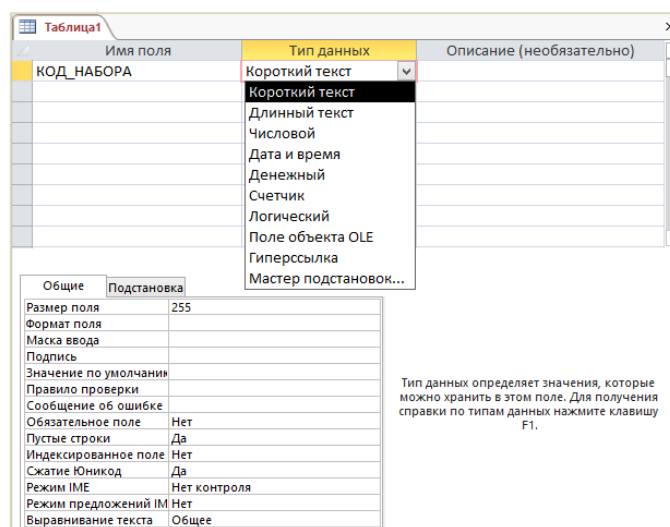 Таблица1
Имя поля Тип данных Описание (необязательно)
КОД_НАБОРА Короткий текст
Короткий текст
Длинный текст
Числовой
Дата и время
Денежный
Счетчик
Логический
Поле объекта OLE
Гиперссылка
Мастер подстановок...
Общие Подстановка
Размер поля 255
Формат поля
Маска ввода
Подпись
Значение по умолчани
Правило проверки
Сообщение об ошибке
Обязательное поле Нет
Пустые строки Да
Индексированное поле Нет
Сжатие Юникод Да
Режим IME Нет контроля
Режим предложений IM Нет
Выравнивание текста Общее
Тип данных определяет значения, которые
можно хранить в этом поле. Для получения
справки по типам данных нажмите клавишу
F1.